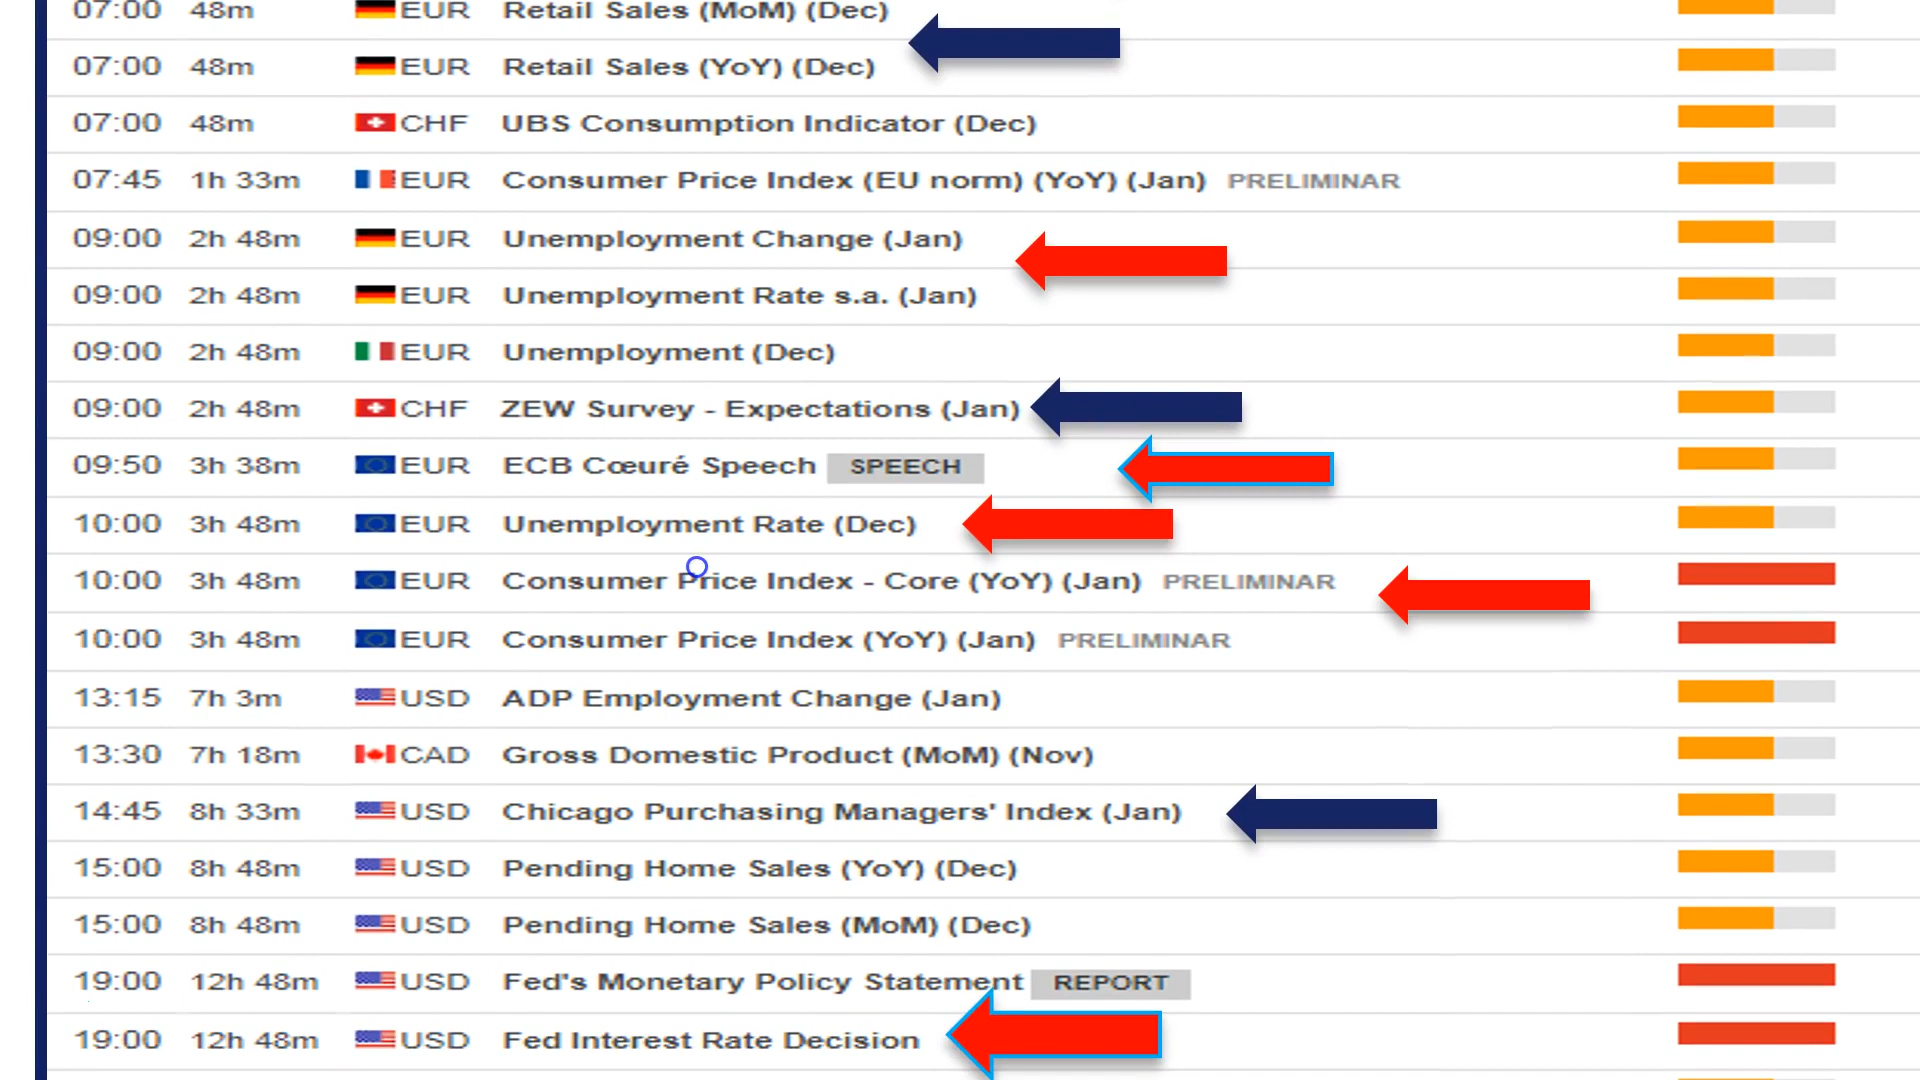 07:00 48m EUR Retail Sales (MoM) (Dec)
07:00 48m EUR Retail Sales (YoY) (Dec)
07:00 48m CHF UBS Consumption Indicator (Dec)
07:45 1h 33m EUR Consumer Price Index (EU norm) (YoY) (Jan) PRELIMINAR
09:00 2h 48m EUR Unemployment Change (Jan)
09:00 2h 48m EUR Unemployment Rate s.a. (Jan)
09:00 2h 48m EUR Unemployment (Dec)
09:00 2h 48m CHF ZEW Survey - Expectations (Jan)
09:50 3h 38m EUR ECB Cœuré Speech SPEECH
10:00 3h 48m EUR Unemployment Rate (Dec)
10:00 3h 48m EUR Consumer Price Index - Core (YoY) (Jan) PRELIMINAR
10:00 3h 48m EUR Consumer Price Index (YoY) (Jan) PRELIMINAR
13:15 7h 3m USD ADP Employment Change (Jan)
13:30 7h 18m CAD Gross Domestic Product (MoM) (Nov)
14:45 8h 33m USD Chicago Purchasing Managers' Index (Jan)
15:00 8h 48m USD Pending Home Sales (YoY) (Dec)
15:00 8h 48m USD Pending Home Sales (MoM) (Dec)
19:00 12h 48m USD Fed's Monetary Policy Statement REPORT
19:00 12h 48m USD Fed Interest Rate Decision